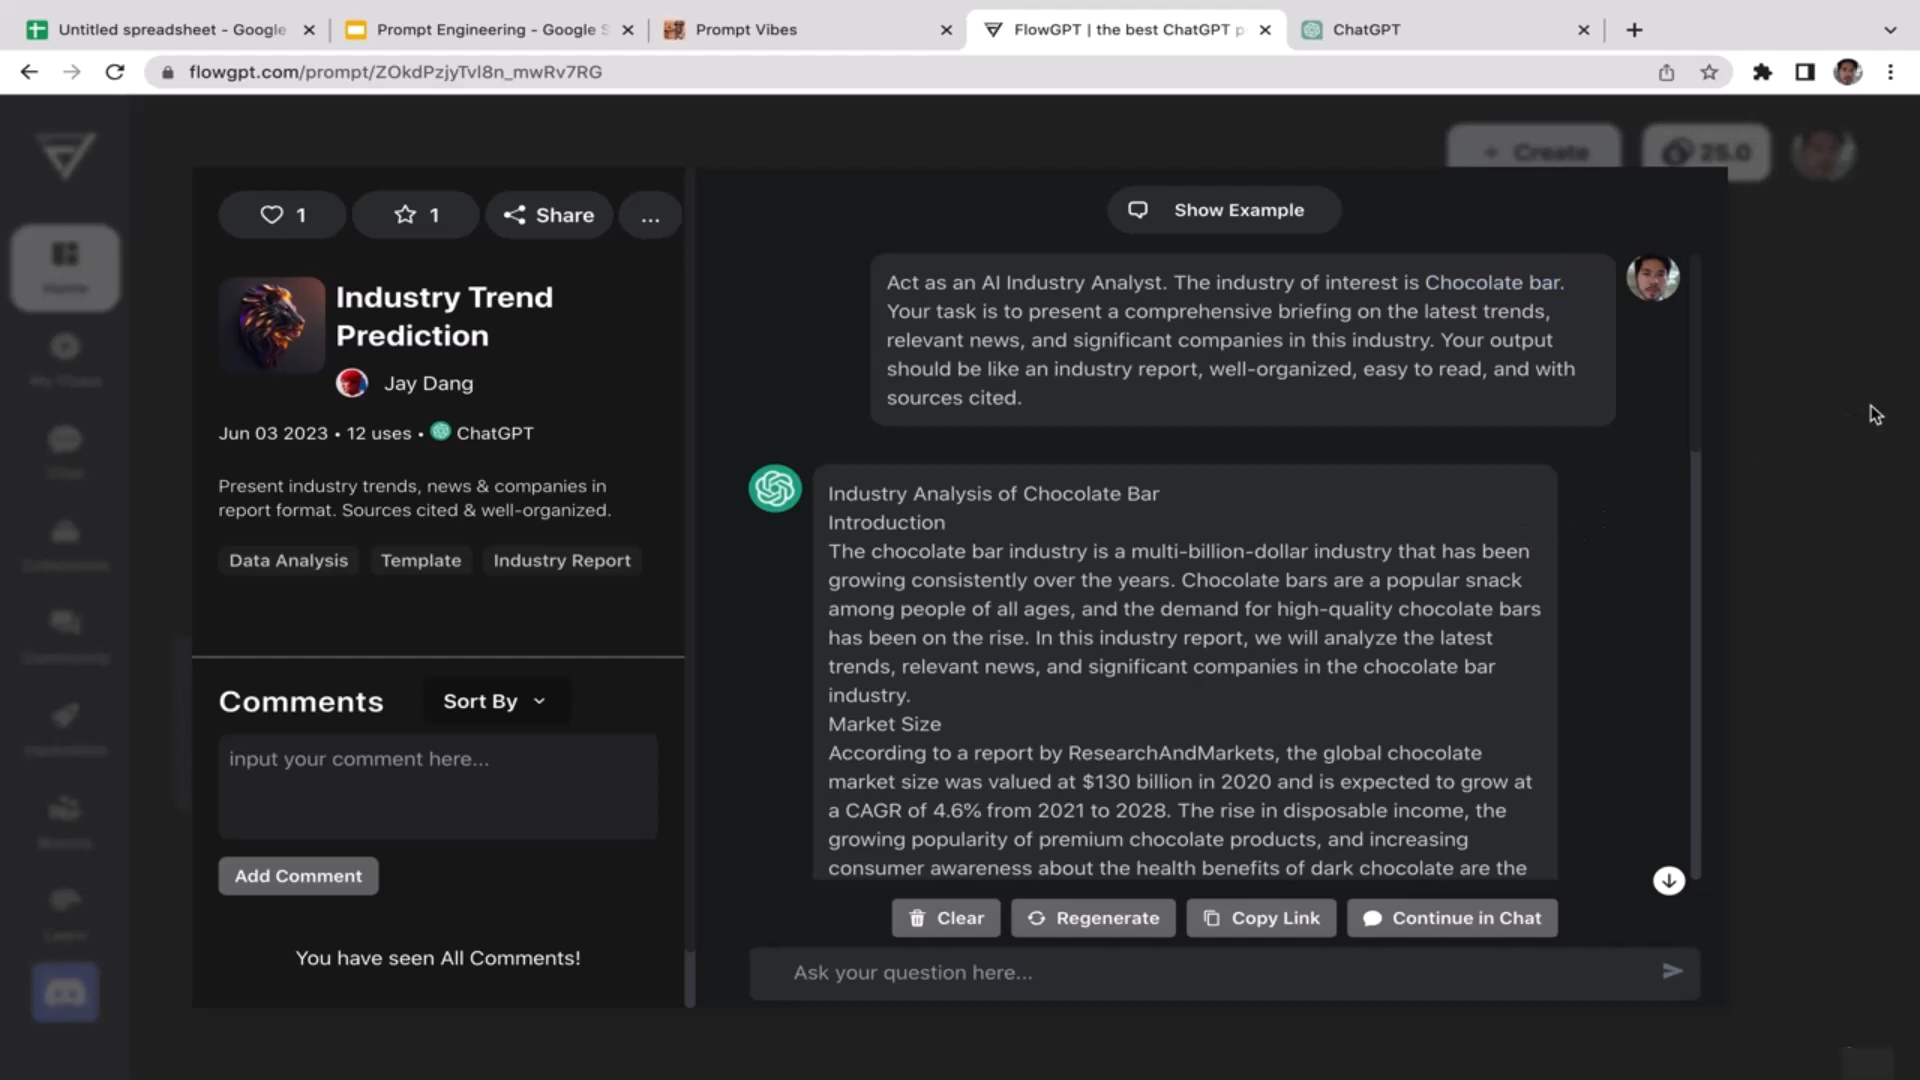 Untitled spreadsheet - Google
Prompt Engineering - Google S
Prompt Vibes
FlowGPT | the best ChatGPT p
ChatGPT
flowgpt.com/prompt/ZOkdPzjyTvl8n_mwRv7RG
+ Create
25.0
Home
1
1
Share
...
Industry Trend
Prediction
Jay Dang
Jun 03 2023 • 12 uses • ChatGPT
Present industry trends, news & companies in
report format. Sources cited & well-organized.
Data Analysis
Template
Industry Report
Comments
Sort By
input your comment here...
Add Comment
You have seen All Comments!
Show Example
Act as an AI Industry Analyst. The industry of interest is Chocolate bar.
Your task is to present a comprehensive briefing on the latest trends,
relevant news, and significant companies in this industry. Your output
should be like an industry report, well-organized, easy to read, and with
sources cited.
Industry Analysis of Chocolate Bar
Introduction
The chocolate bar industry is a multi-billion-dollar industry that has been
growing consistently over the years. Chocolate bars are a popular snack
among people of all ages, and the demand for high-quality chocolate bars
has been on the rise. In this industry report, we will analyze the latest
trends, relevant news, and significant companies in the chocolate bar
industry.
Market Size
According to a report by ResearchAndMarkets, the global chocolate
market size was valued at $130 billion in 2020 and is expected to grow at
a CAGR of 4.6% from 2021 to 2028. The rise in disposable income, the
growing popularity of premium chocolate products, and increasing
consumer awareness about the health benefits of dark chocolate are the
Clear
Regenerate
Copy Link
Continue in Chat
Ask your question here...